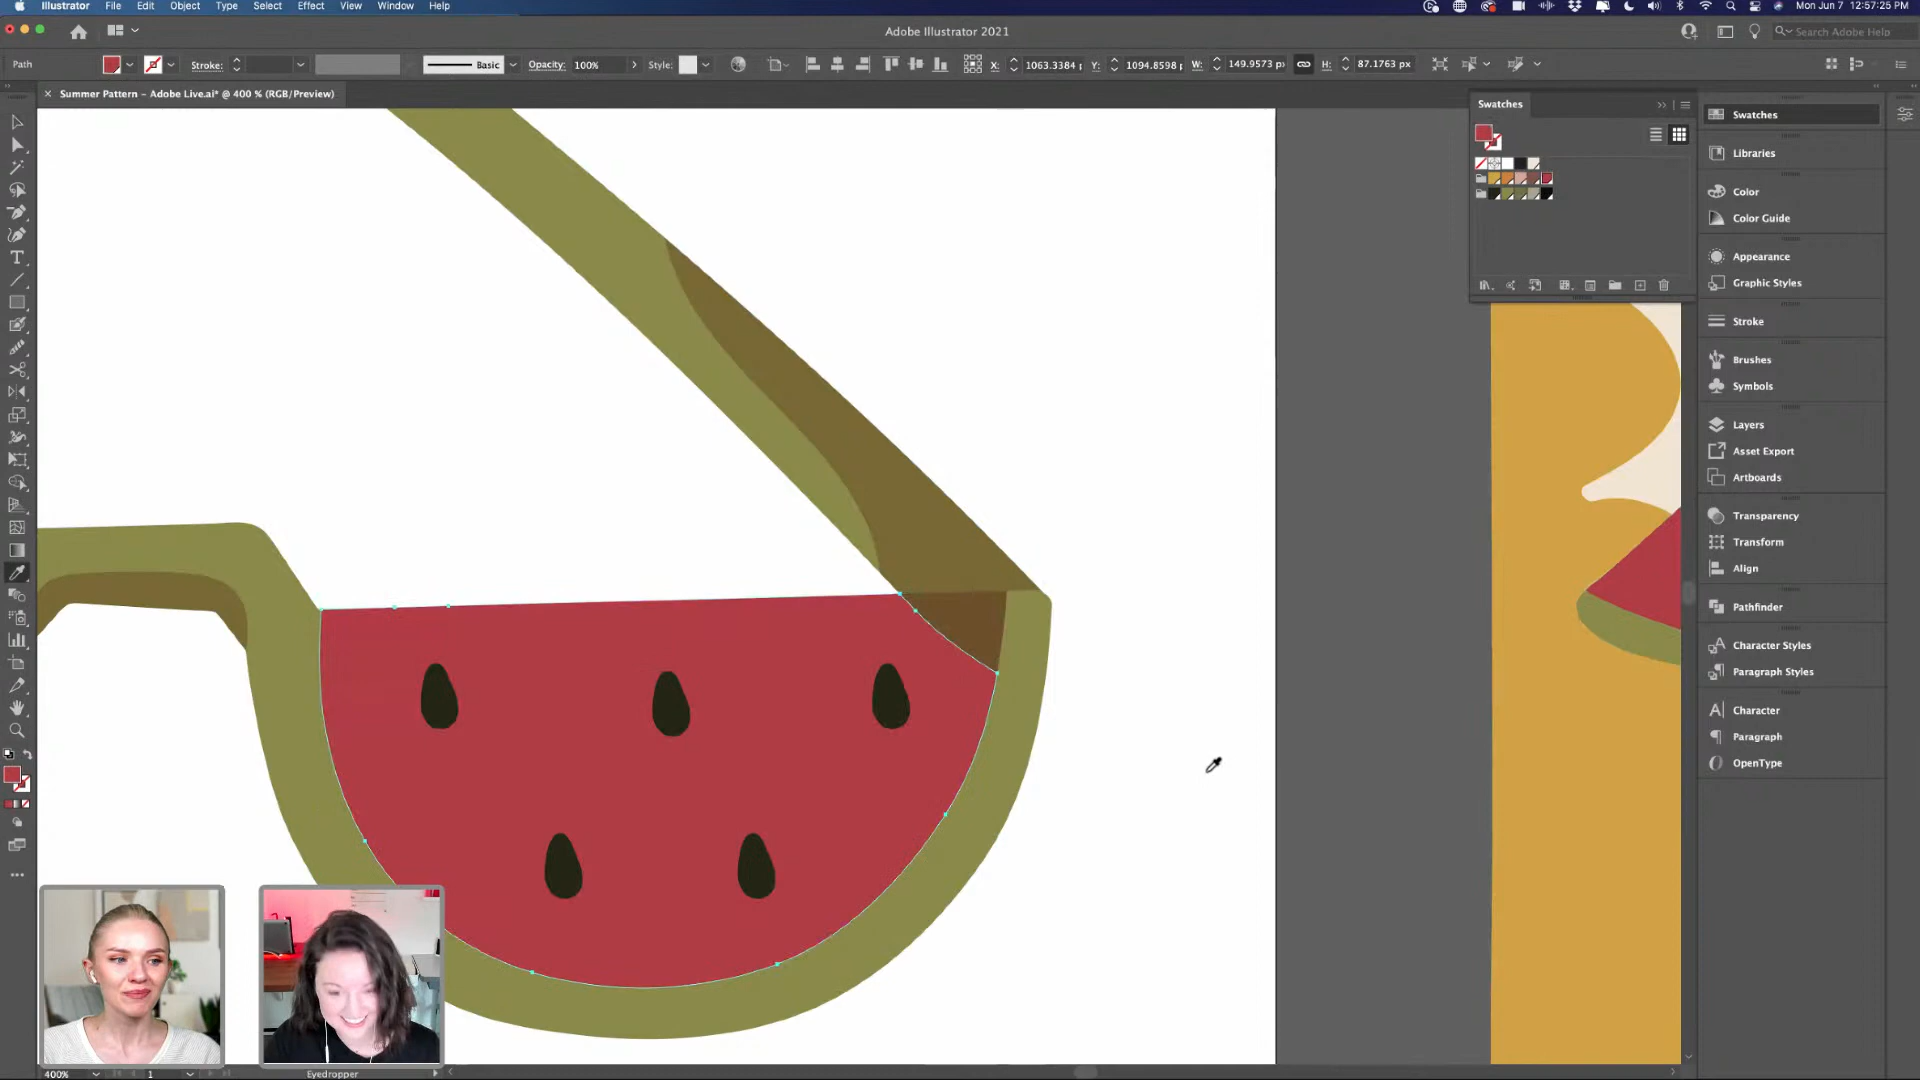 Illustrator File Edit Object Type Select Effect View Window Help Mon Jun 7 12:57:25 PM
Adobe Illustrator 2021
Search Adobe Help
Path Stroke: Basic Opacity: 100% Style: X: 1063.3384 Y: 1094.8598 W: 149.9573 px H: 87.1763 px
Summer Pattern – Adobe Live.ai* @ 400 % (RGB/Preview)
Swatches
Swatches
Libraries
Color
Color Guide
Appearance
Graphic Styles
Stroke
Brushes
Symbols
Layers
Asset Export
Artboards
Transparency
Transform
Align
Pathfinder
Character Styles
Paragraph Styles
Character
Paragraph
OpenType
400% 1 Eyedropper